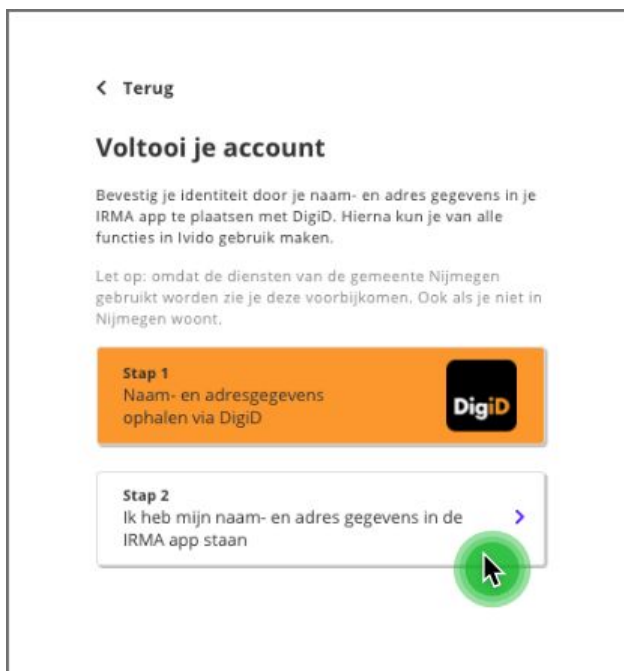 Terug
Voltooi je account
Bevestig je identiteit door je naam- en adres gegevens in je
IRMA app te plaatsen met DigiD. Hierna kun je van alle
functies in Ivido gebruik maken.
Let op: omdat de diensten van de gemeente Nijmegen
gebruikt worden zie je deze voorbijkomen. Ook als je niet in
Nijmegen woont.
Stap 1
Naam- en adresgegevens
ophalen via DigiD
DigiD
Stap 2
Ik heb mijn naam- en adres gegevens in de
IRMA app staan